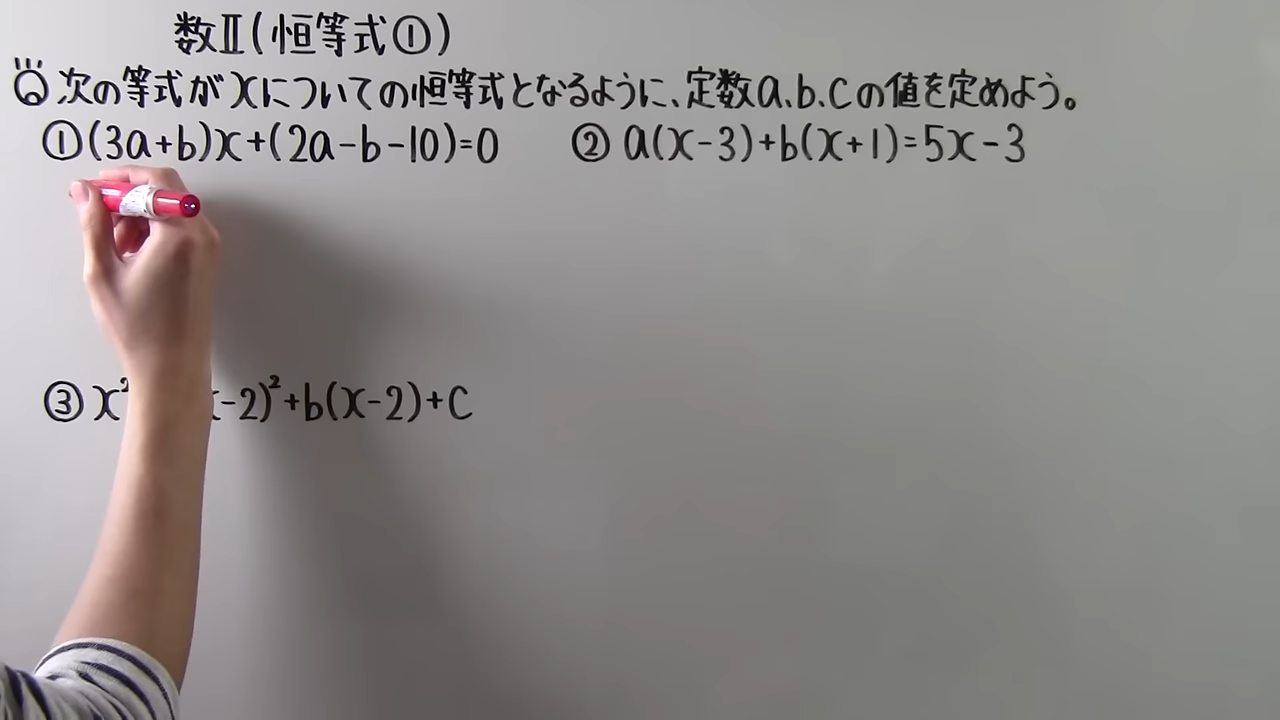 数Ⅱ(恒等式①)
Q 次の等式がxについての恒等式となるように、定数a.b.cの値を定めよう。
①(3a+b)x+(2a-b-10)=0 ② a(x-3)+b(x+1)=5x-3
③ x² x-2)²+b(x-2)+c